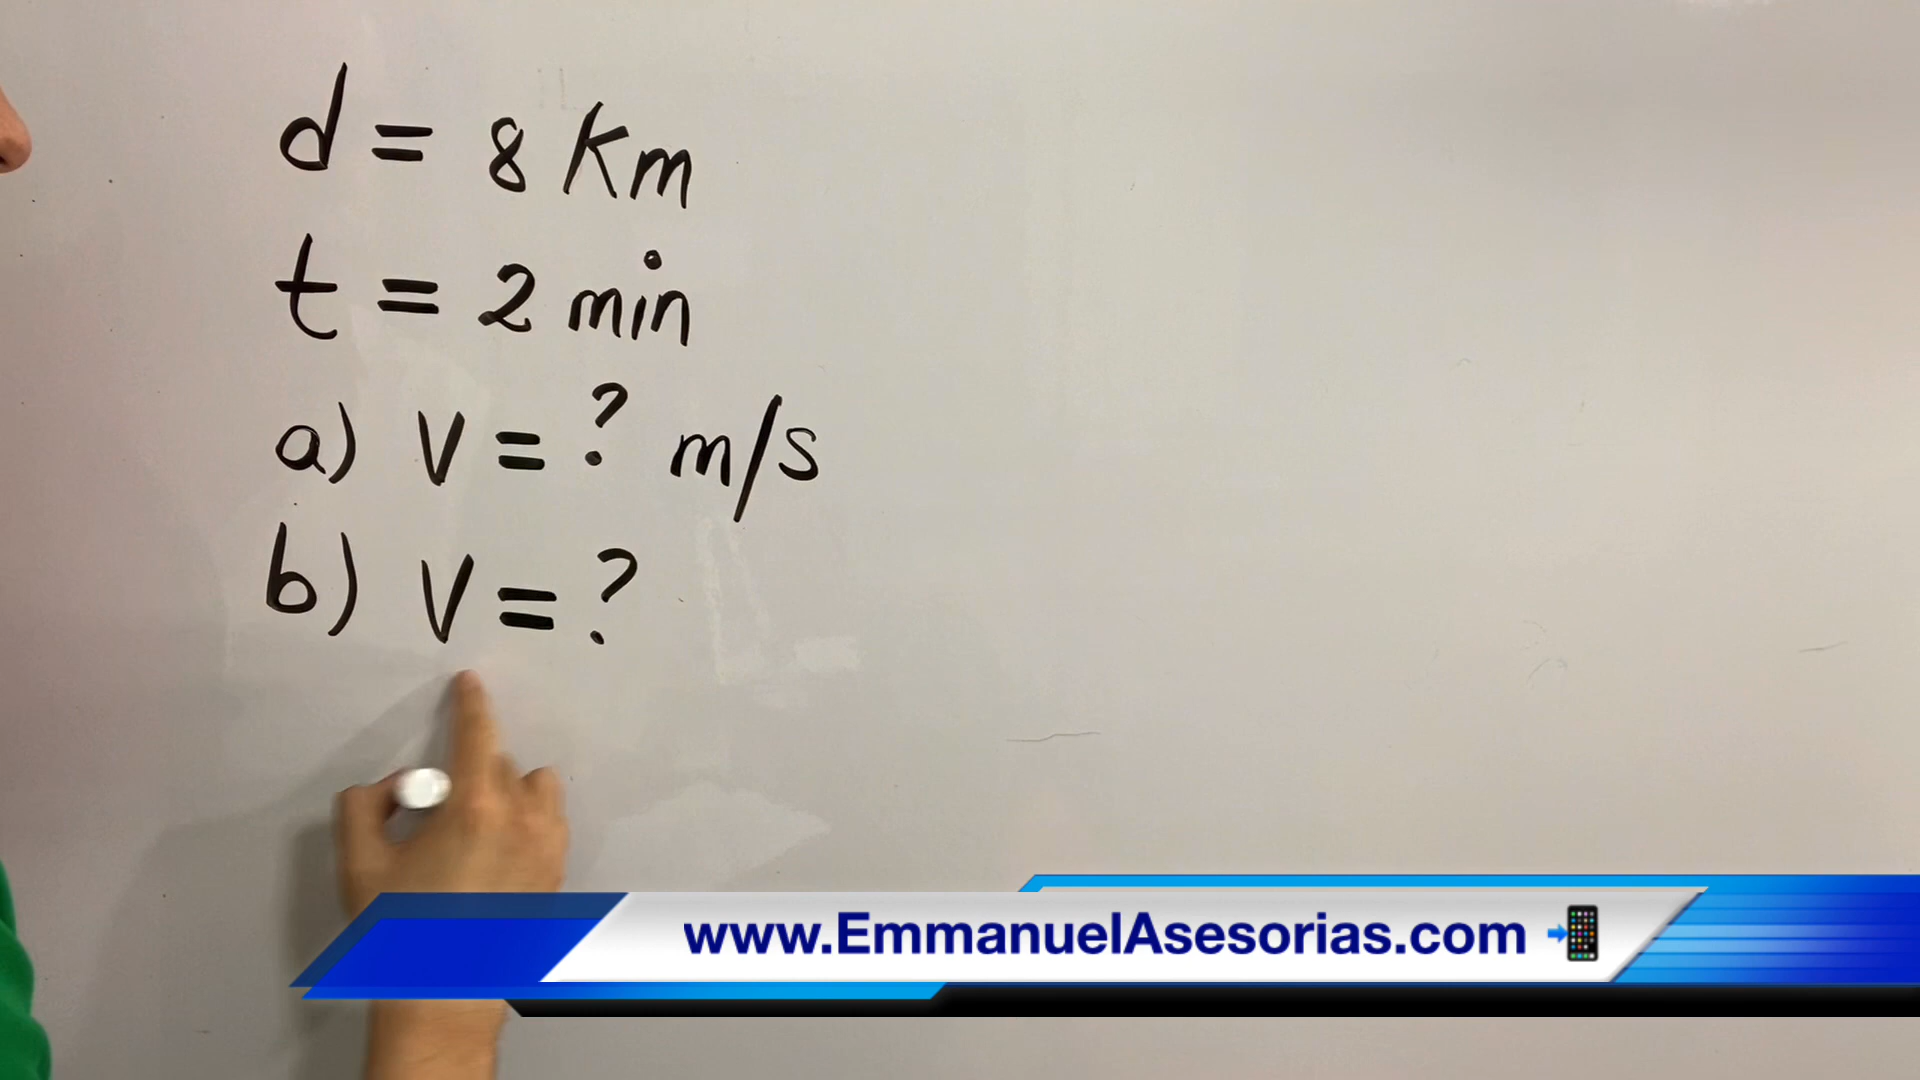 d = 8 Km
t = 2 min
a) v = ? m/s
b) v = ?
www.EmmanuelAsesorias.com